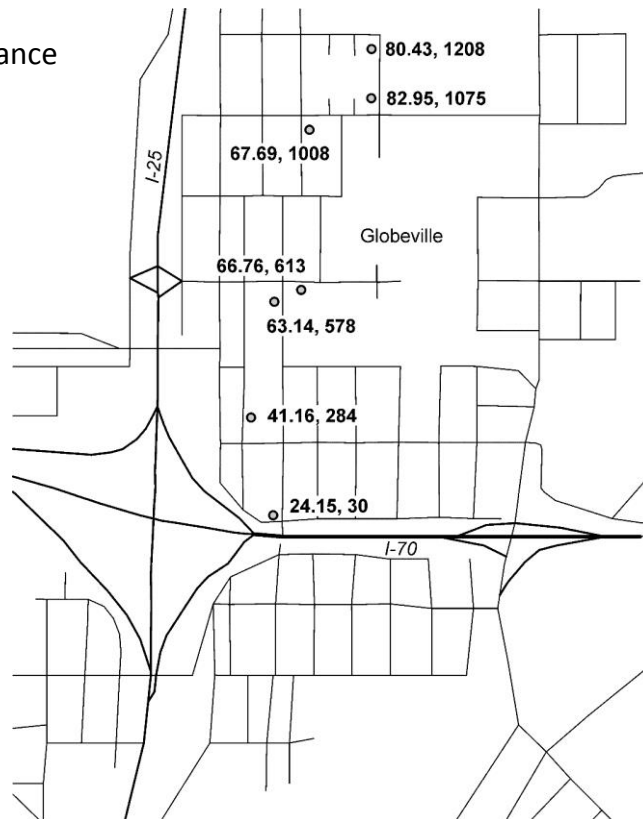 ance
80.43, 1208
82.95, 1075
67.69, 1008
I-25
Globeville
66.76, 613
63.14, 578
41.16, 284
24.15, 30
I-70